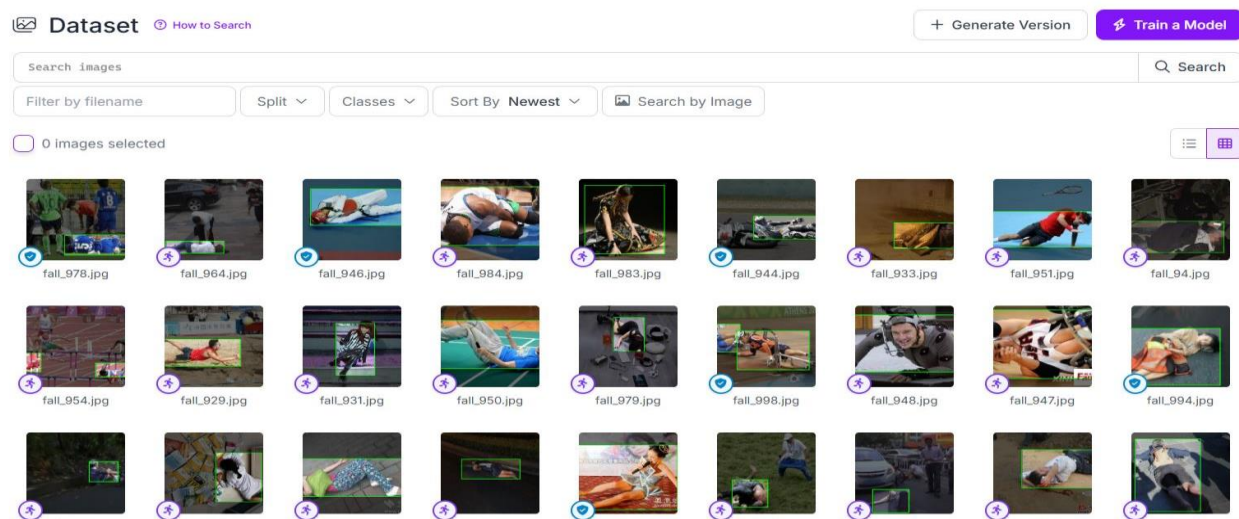 Dataset How to Search + Generate Version Train a Model
Search images Search
Filter by filename Split Classes Sort By Newest Search by Image
0 images selected
fall_978.jpg fall_964.jpg fall_946.jpg fall_984.jpg fall_983.jpg fall_944.jpg fall_933.jpg fall_951.jpg fall_94.jpg
fall_954.jpg fall_929.jpg fall_931.jpg fall_950.jpg fall_979.jpg fall_998.jpg fall_948.jpg fall_947.jpg fall_994.jpg